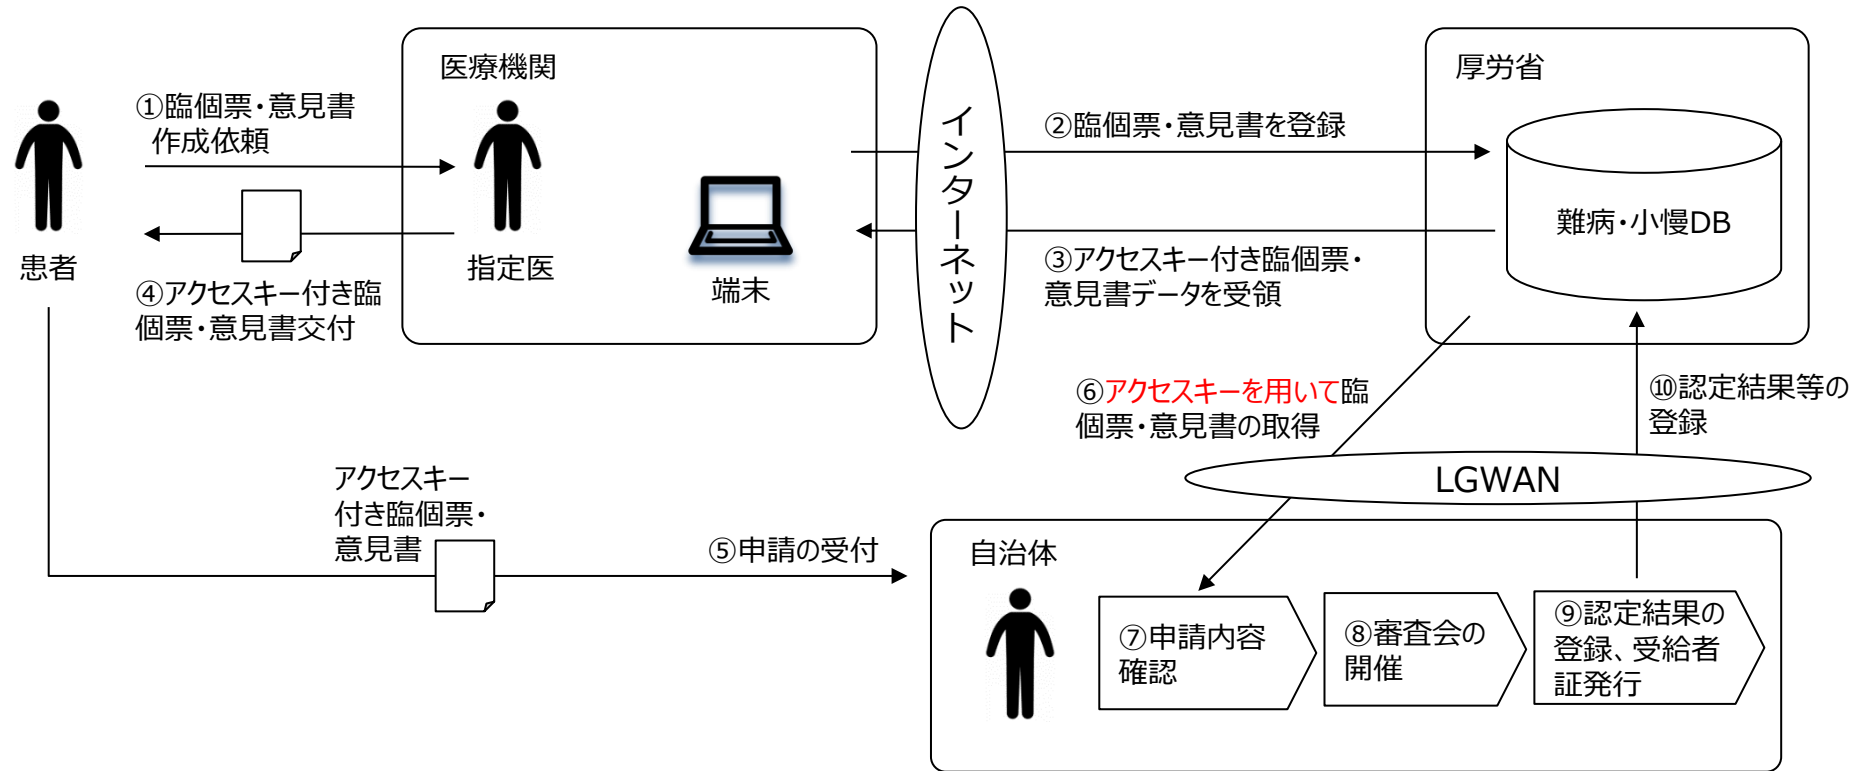 医療機関
厚労省
①臨個票・意見書
作成依頼
インターネット
②臨個票・意見書を登録
難病・小慢DB
患者
指定医
端末
③アクセスキー付き臨個票・
意見書データを受領
④アクセスキー付き臨
個票・意見書交付
⑥アクセスキーを用いて臨
個票・意見書の取得
⑩認定結果等の
登録
LGWAN
アクセスキー
付き臨個票・
意見書
⑤申請の受付
自治体
⑦申請内容
確認
⑧審査会の
開催
⑨認定結果の
登録、受給者
証発行